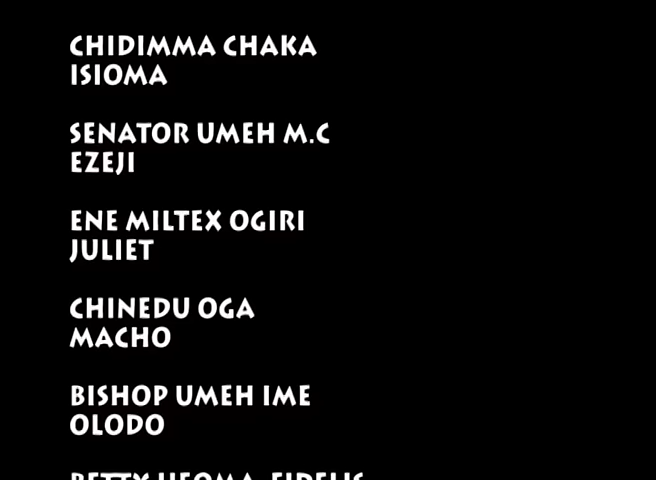 CHIDIMMA CHAKA
ISIOMA
SENATOR UMEH M.C
EZEJI
ENE MILTEX OGIRI
JULIET
CHINEDU OGA
MACHO
BISHOP UMEH IME
OLODO